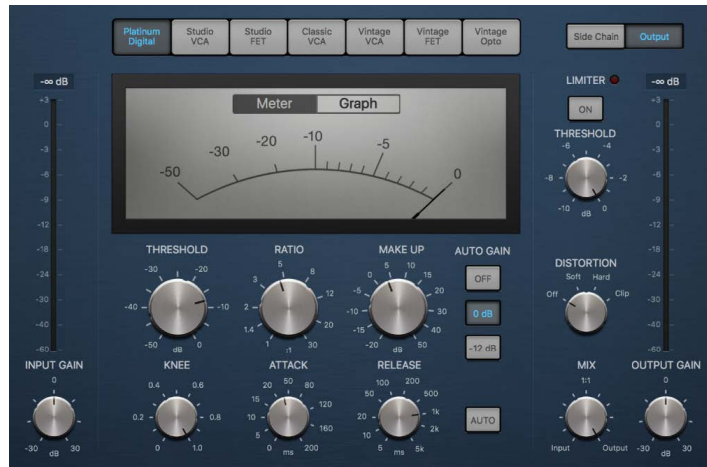 Platinum Digital
Studio VCA
Studio FET
Classic VCA
Vintage VCA
Vintage FET
Vintage Opto
Side Chain
Output
-∞ dB
+3
0
-3
-6
-9
-12
-18
-24
-30
-40
-60
INPUT GAIN
0
-30
dB
30
Meter
Graph
-50
-30
-20
-10
-5
0
THRESHOLD
-50
-40
-30
-20
-10
0
dB
RATIO
1
1.4
2
3
5
8
12
20
30
:1
MAKE UP
-20
-15
-10
-5
0
5
10
15
20
30
40
50
dB
AUTO GAIN
OFF
0 dB
-12 dB
KNEE
0
0.2
0.4
0.6
0.8
1.0
ATTACK
0
5
10
15
20
50
80
120
160
200
ms
RELEASE
5
10
20
50
100
200
500
1k
2k
5k
ms
AUTO
LIMITER
ON
THRESHOLD
-10
-8
-6
-4
-2
0
dB
DISTORTION
Off
Soft
Hard
Clip
MIX
1:1
Input
Output
-∞ dB
+3
0
-3
-6
-9
-12
-18
-24
-30
-40
-60
OUTPUT GAIN
0
-30
dB
30